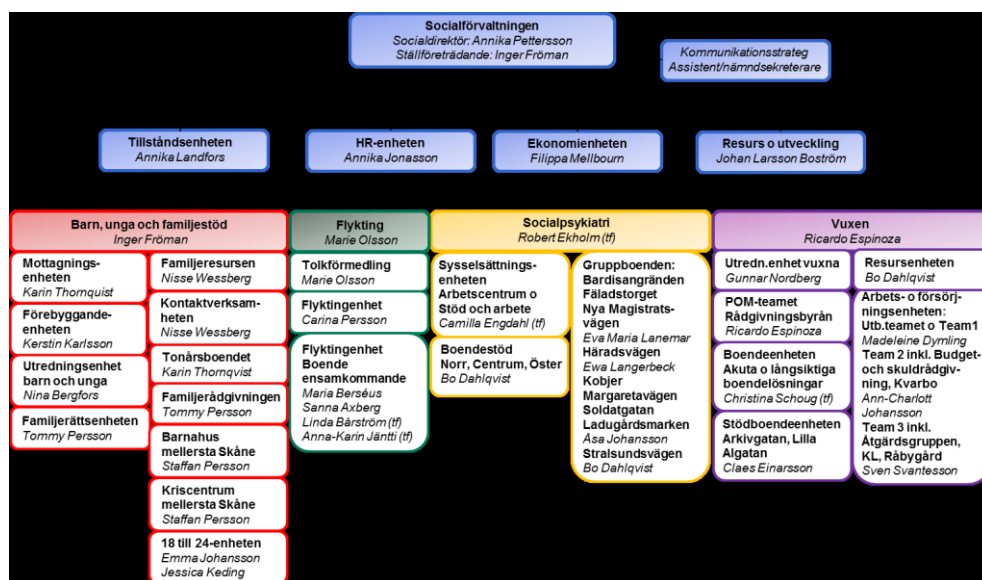 Socialförvaltningen
Socialdirektör: Annika Pettersson
Ställföreträdande: Inger Fröman
Kommunikationsstrateg
Assistent/nämndsekreterare
Tillståndsenheten
Annika Landfors
HR-enheten
Annika Jonasson
Ekonomienheten
Filippa Mellbourn
Resurs o utveckling
Johan Larsson Boström
Barn, unga och familjestöd
Inger Fröman
Mottagnings-
enheten
Karin Thornquist
Förebyggande-
enheten
Kerstin Karlsson
Utredningsenhet
barn och unga
Nina Bergfors
Familjerättsenheten
Tommy Persson
Familjeresursen
Nisse Wessberg
Kontaktverksam-
heten
Nisse Wessberg
Tonårsboendet
Karin Thornqvist
Familjerådgivningen
Tommy Persson
Barnahus
mellersta Skåne
Staffan Persson
Kriscentrum
mellersta Skåne
Staffan Persson
18 till 24-enheten
Emma Johansson
Jessica Keding
Flykting
Marie Olsson
Tolkförmedling
Marie Olsson
Flyktingenhet
Carina Persson
Flyktingenhet
Boende
ensamkommande
Maria Berséus
Sanna Axberg
Linda Bårström (tf)
Anna-Karin Jäntti (tf)
Socialpsykiatri
Robert Ekholm (tf)
Sysselsättnings-
enheten
Arbetscentrum o
Stöd och arbete
Camilla Engdahl (tf)
Boendestöd
Norr, Centrum, Öster
Bo Dahlqvist
Gruppboenden:
Bardisangränden
Fäladstorget
Nya Magistrats-
vägen
Eva Maria Lanemar
Häradsvägen
Ewa Langerbeck
Kobjer
Margaretavägen
Soldatgatan
Ladugårdsmarken
Åsa Johansson
Stralsundsvägen
Bo Dahlqvist
Vuxen
Ricardo Espinoza
Utredn.enhet vuxna
Gunnar Nordberg
POM-teamet
Rådgivningsbyrån
Ricardo Espinoza
Boendeenheten
Akuta o långsiktiga
boendelösningar
Christina Schoug (tf)
Stödboendeenheten
Arkivgatan, Lilla
Algatan
Claes Einarsson
Resursenheten
Bo Dahlqvist
Arbets- o försörj-
ningsenheten:
Utb.teamet o Team1
Madeleine Dymling
Team 2 inkl. Budget-
och skuldrådgiv-
ning, Kvarbo
Ann-Charlott
Johansson
Team 3 inkl.
Åtgärdsgruppen,
KL, Råbygård
Sven Svantesson